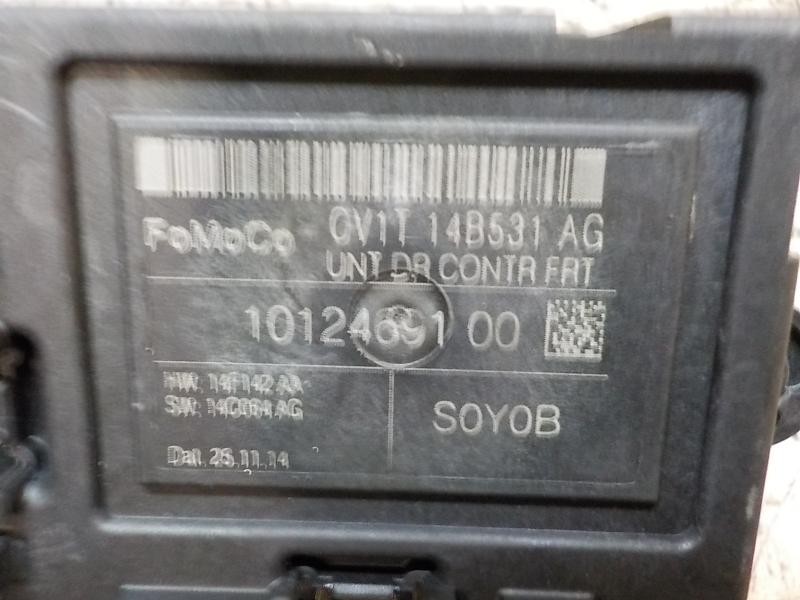 FoMoCo CV1T 14B531 AG
UNT DR CONTR FRT
10124691 00
HW: 14F142 AA
SW: 14C064 AG
S0Y0B
Dat. 25.11.14